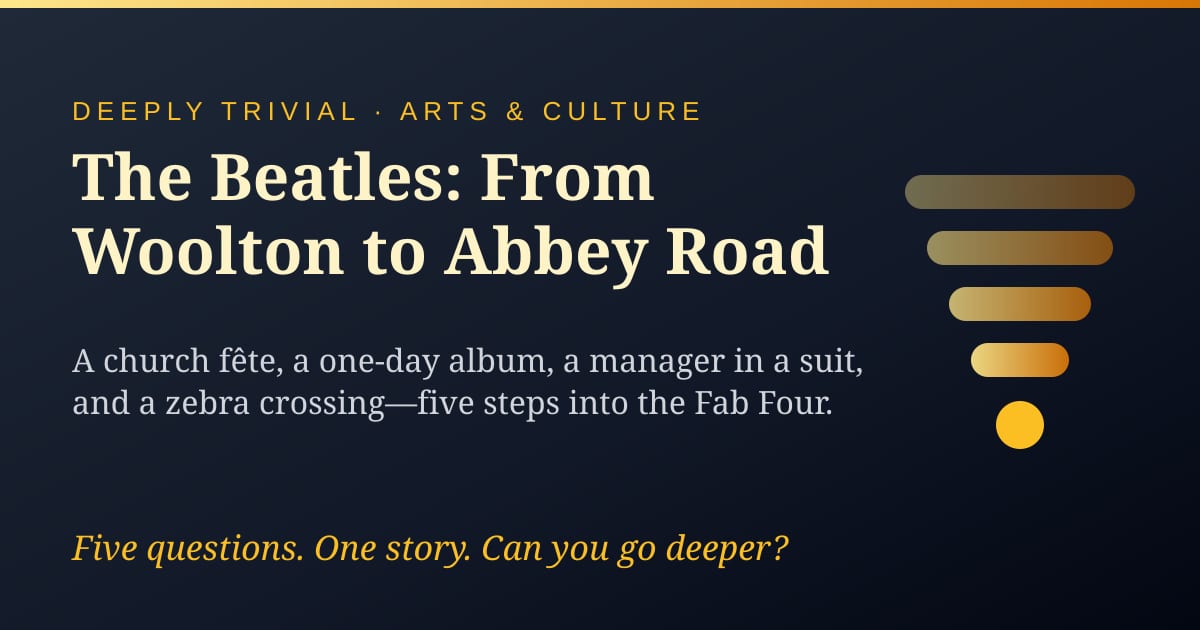 DEEPLY TRIVIAL · ARTS & CULTURE
The Beatles: From
Woolton to Abbey Road
A church fête, a one-day album, a manager in a suit,
and a zebra crossing—five steps into the Fab Four.
Five questions. One story. Can you go deeper?